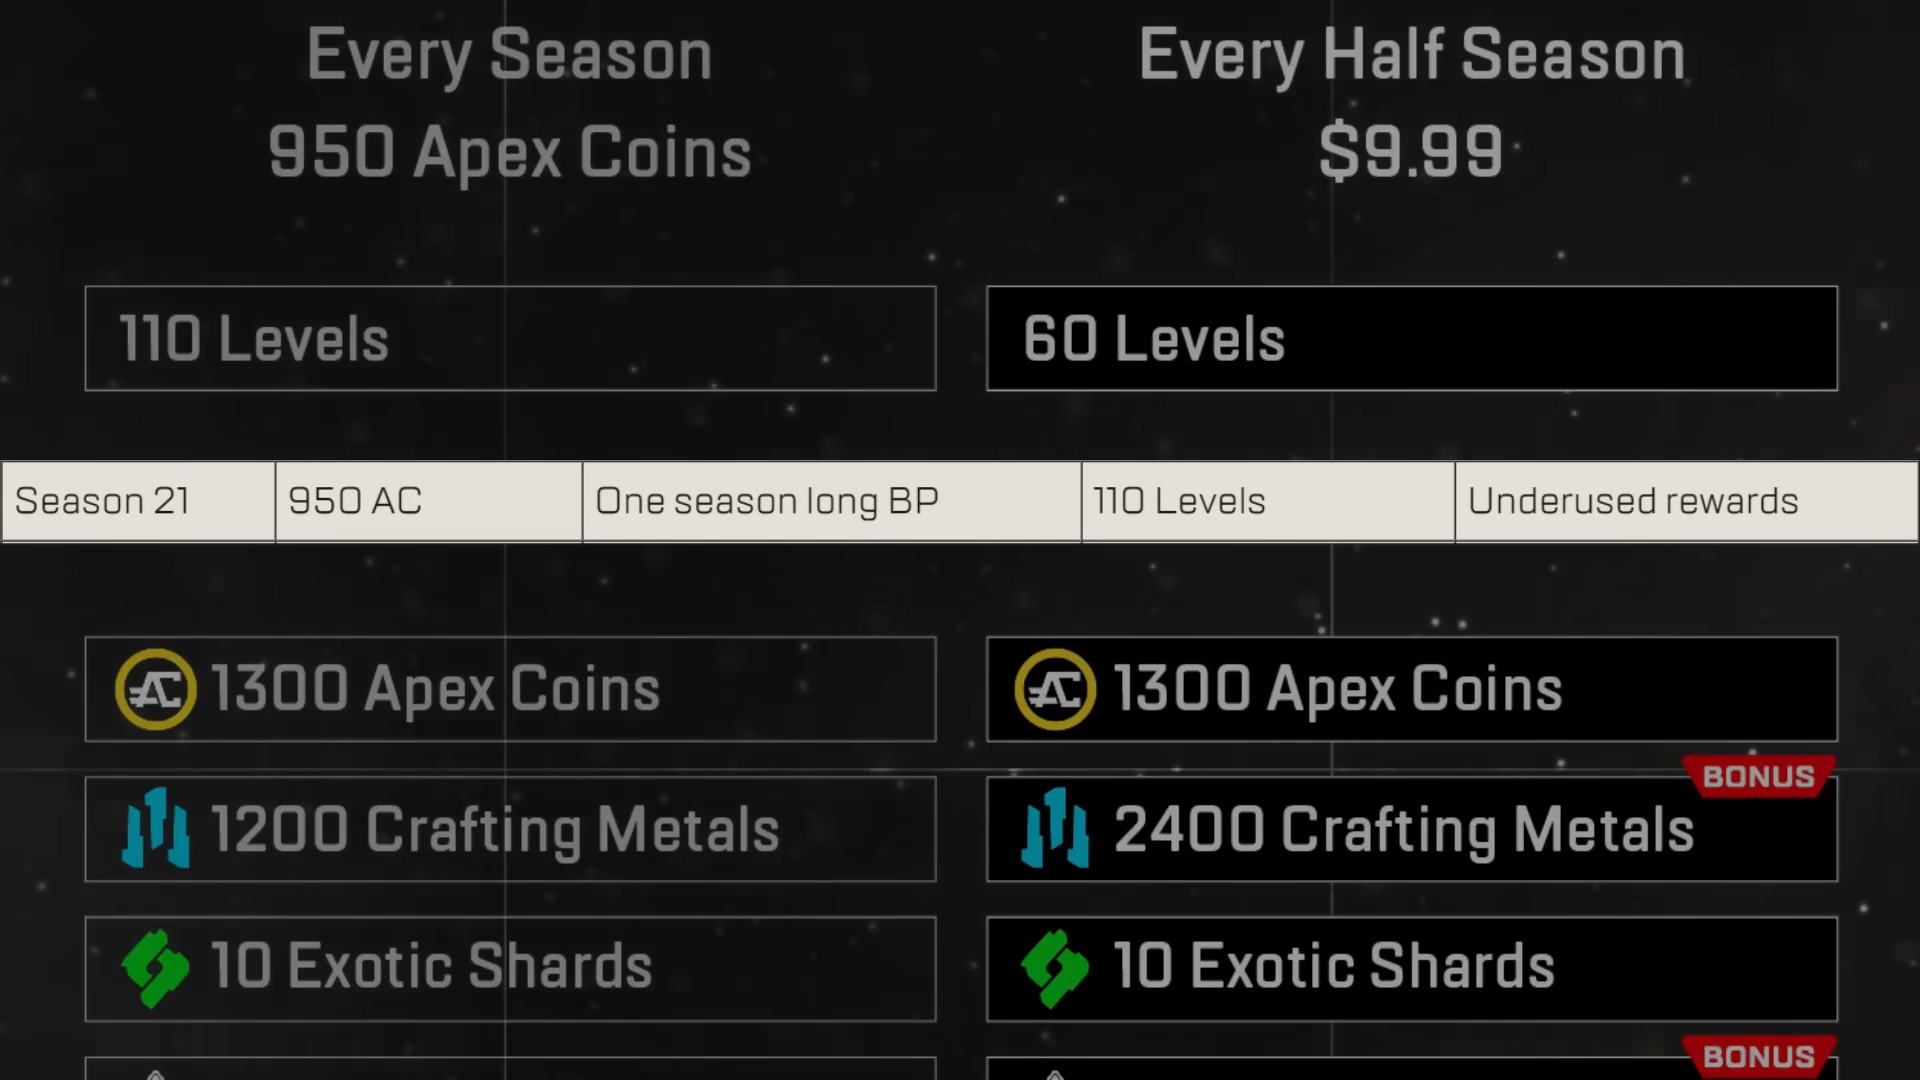 Every Season
950 Apex Coins
Every Half Season
$9.99
110 Levels
60 Levels
Season 21
950 AC
One season long BP
110 Levels
Underused rewards
1300 Apex Coins
1300 Apex Coins
1200 Crafting Metals
BONUS
2400 Crafting Metals
10 Exotic Shards
10 Exotic Shards
BONUS